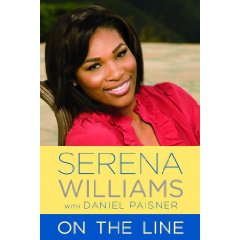 SERENA
WILLIAMS
WITH DANIEL PAISNER
ON THE LINE